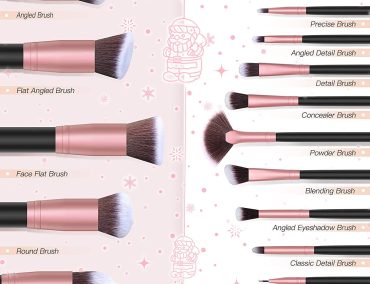 Angled Brush
Flat Angled Brush
Face Flat Brush
Round Brush
Precise Brush
Angled Detail Brush
Detail Brush
Concealer Brush
Powder Brush
Blending Brush
Angled Eyeshadow Brush
Classic Detail Brush